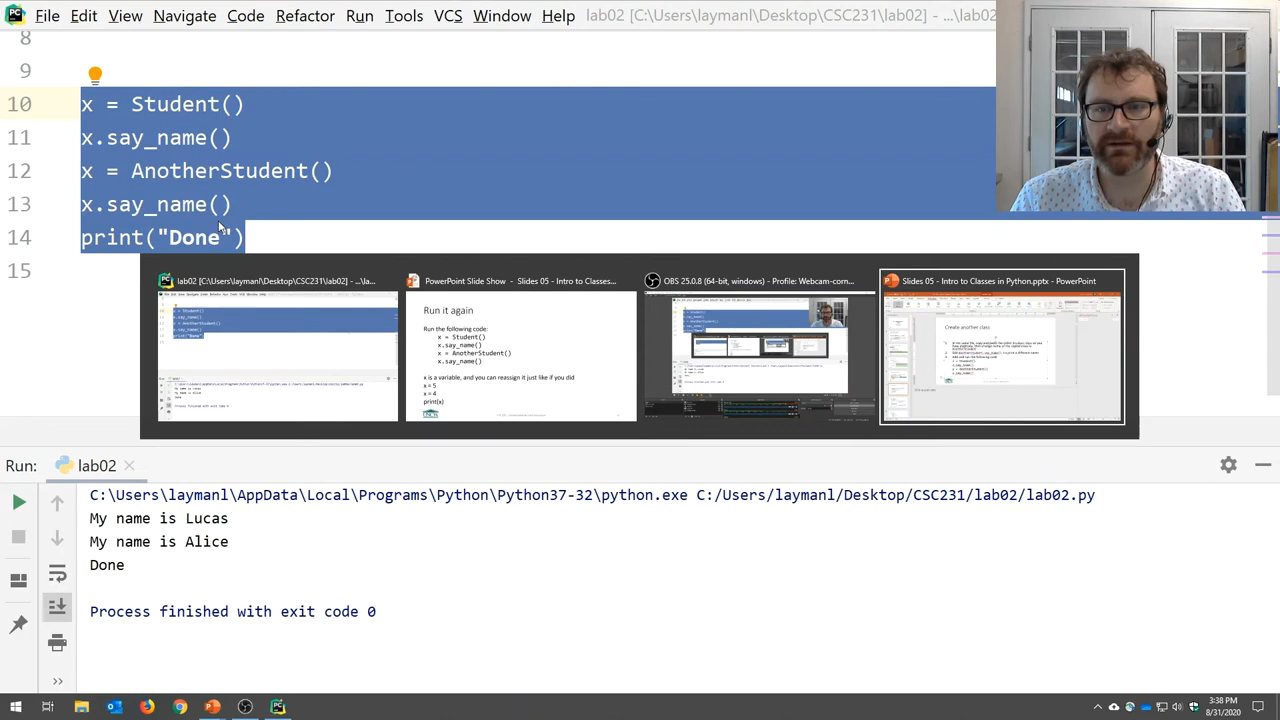 File Edit View Navigate Code Refactor Run Tools VCS Window Help lab02 [C:\Users\laymanl\Desktop\CSC231\lab02] - ...\lab02
8
9
10 x = Student()
11 x.say_name()
12 x = AnotherStudent()
13 x.say_name()
14 print("Done")
15
lab02 [C:\Users\laymanl\Desktop\CSC231\lab02] - ...\la...
PowerPoint Slide Show - Slides 05 - Intro to Classes...
OBS 25.0.8 (64-bit, windows) - Profile: Webcam-corn...
Slides 05 - Intro to Classes in Python.pptx - PowerPoint
Run it again
Run the following code:
x = Student()
x.say_name()
x = AnotherStudent()
x.say_name()
x is a variable, and you can reassign it just like if you did
x = 5
x = 4
print(x)
Create another class
Run: lab02
C:\Users\laymanl\AppData\Local\Programs\Python\Python37-32\python.exe C:/Users/laymanl/Desktop/CSC231/lab02/lab02.py
My name is Lucas
My name is Alice
Done
Process finished with exit code 0
3:38 PM
8/31/2020